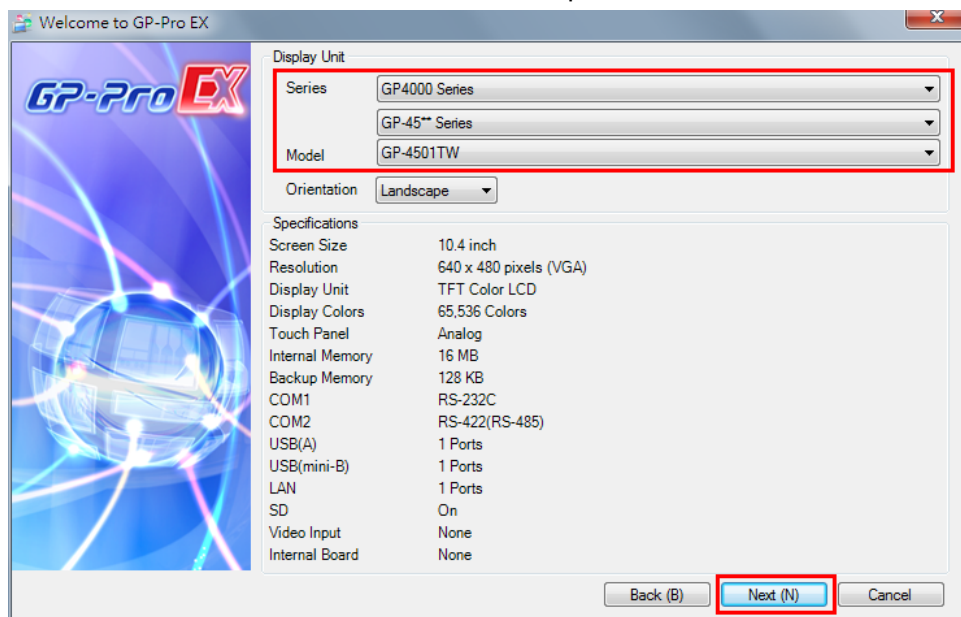 Welcome to GP-Pro EX
GP-Pro EX
Display Unit
Series GP4000 Series
GP-45** Series
Model GP-4501TW
Orientation Landscape
Specifications
Screen Size 10.4 inch
Resolution 640 x 480 pixels (VGA)
Display Unit TFT Color LCD
Display Colors 65,536 Colors
Touch Panel Analog
Internal Memory 16 MB
Backup Memory 128 KB
COM1 RS-232C
COM2 RS-422(RS-485)
USB(A) 1 Ports
USB(mini-B) 1 Ports
LAN 1 Ports
SD On
Video Input None
Internal Board None
Back (B) Next (N) Cancel